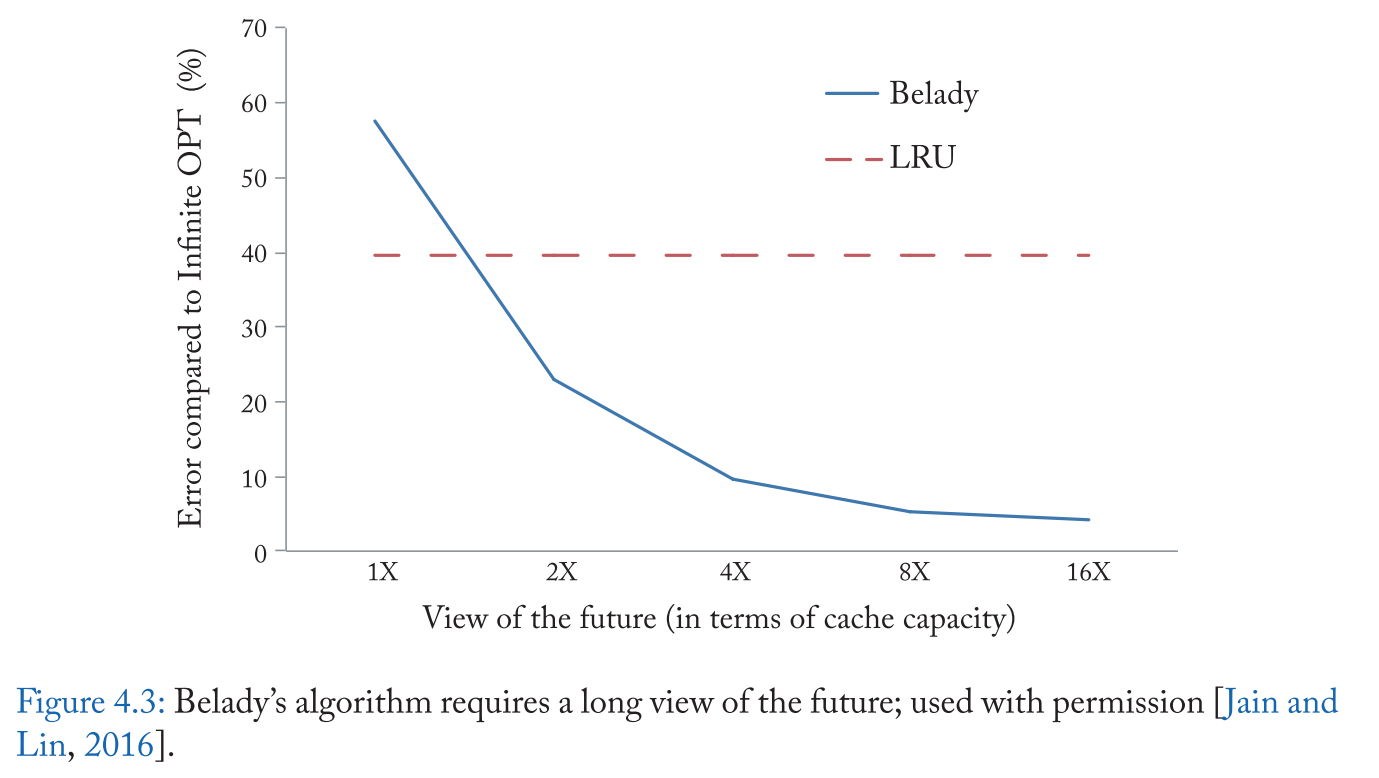 70
60
50
40
30
20
10
0
Error compared to Infinite OPT (%)
Belady
LRU
1X 2X 4X 8X 16X
View of the future (in terms of cache capacity)
Figure 4.3: Belady’s algorithm requires a long view of the future; used with permission [Jain and
Lin, 2016].